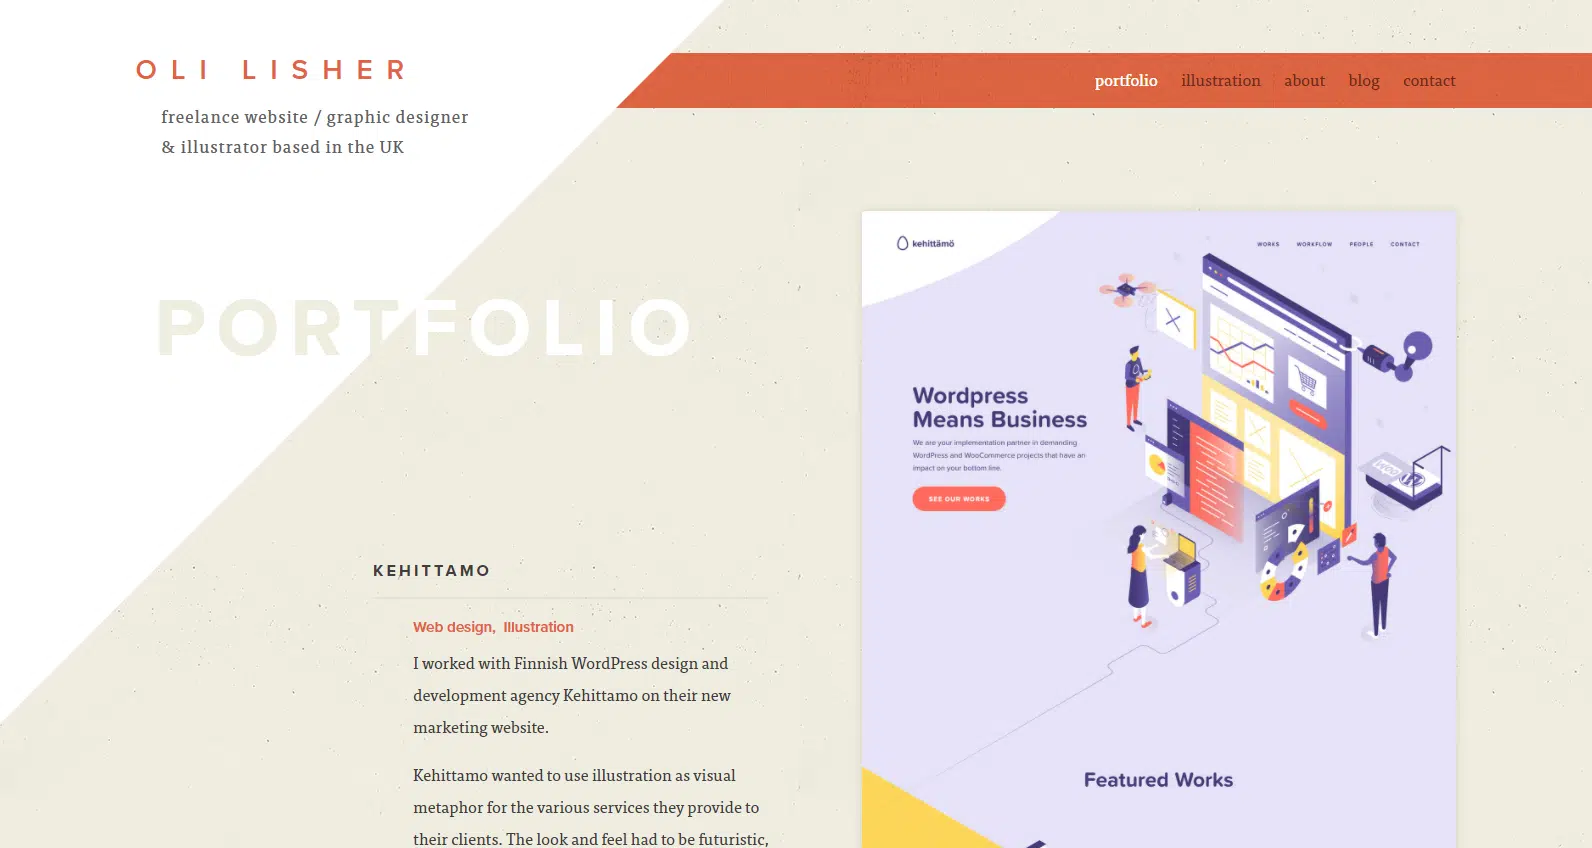 OLI LISHER
freelance website / graphic designer
& illustrator based in the UK
portfolio illustration about blog contact
PORTFOLIO
KEHITTAMO
Web design, Illustration
I worked with Finnish WordPress design and
development agency Kehittamo on their new
marketing website.
Kehittamo wanted to use illustration as visual
metaphor for the various services they provide to
their clients. The look and feel had to be futuristic,
kehittämö
WORKS WORKFLOW PEOPLE CONTACT
Wordpress
Means Business
We are your implementation partner in demanding
WordPress and WooCommerce projects that have an
impact on your bottom line.
SEE OUR WORKS
woo
W
Featured Works